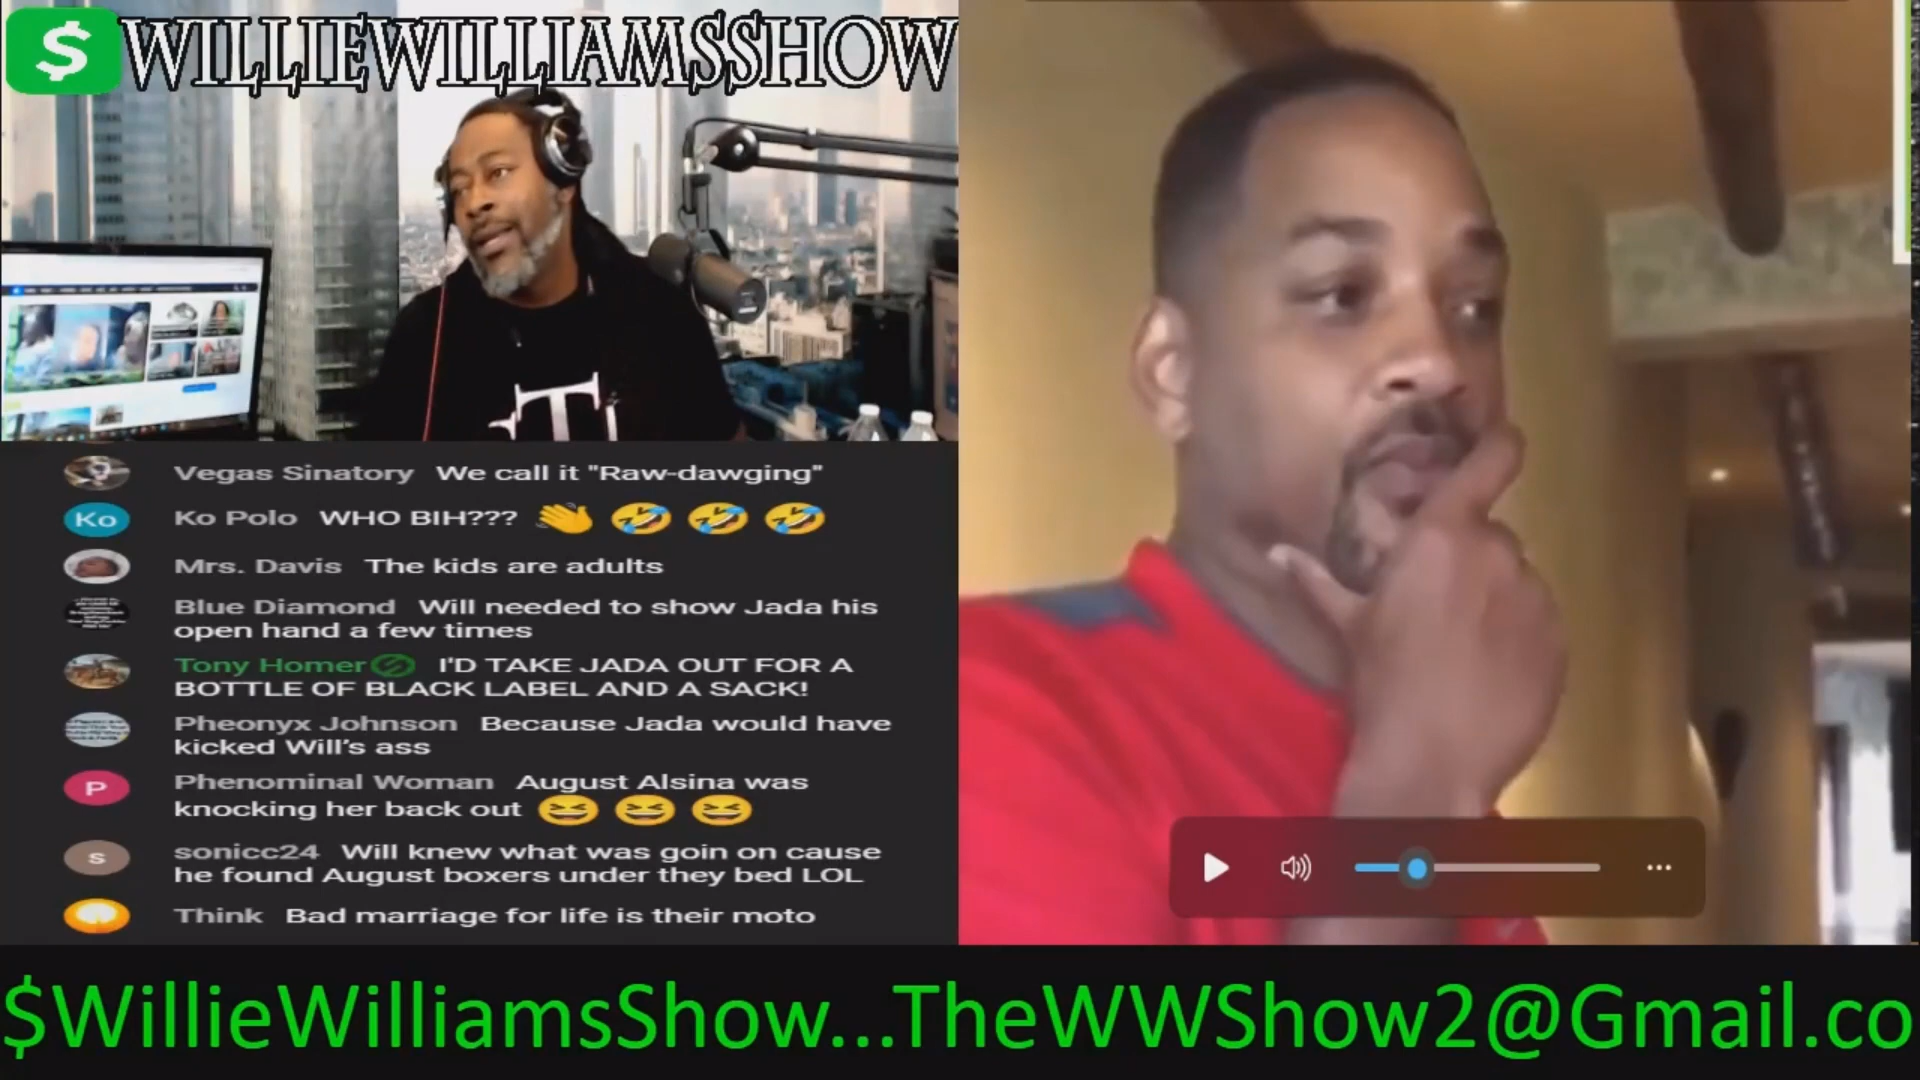 $ WILLIEWILLIAMSSHOW
Vegas Sinatory We call it "Raw-dawging"
Ko Ko Polo WHO BIH??? 👋 🤣 🤣 🤣
Mrs. Davis The kids are adults
Blue Diamond Will needed to show Jada his
open hand a few times
Tony Homer I'D TAKE JADA OUT FOR A
BOTTLE OF BLACK LABEL AND A SACK!
Pheonyx Johnson Because Jada would have
kicked Will's ass
P Phenominal Woman August Alsina was
knocking her back out 😆 😆 😆
s sonicc24 Will knew what was goin on cause
he found August boxers under they bed LOL
Think Bad marriage for life is their moto
$WillieWilliamsShow...TheWWShow2@Gmail.co